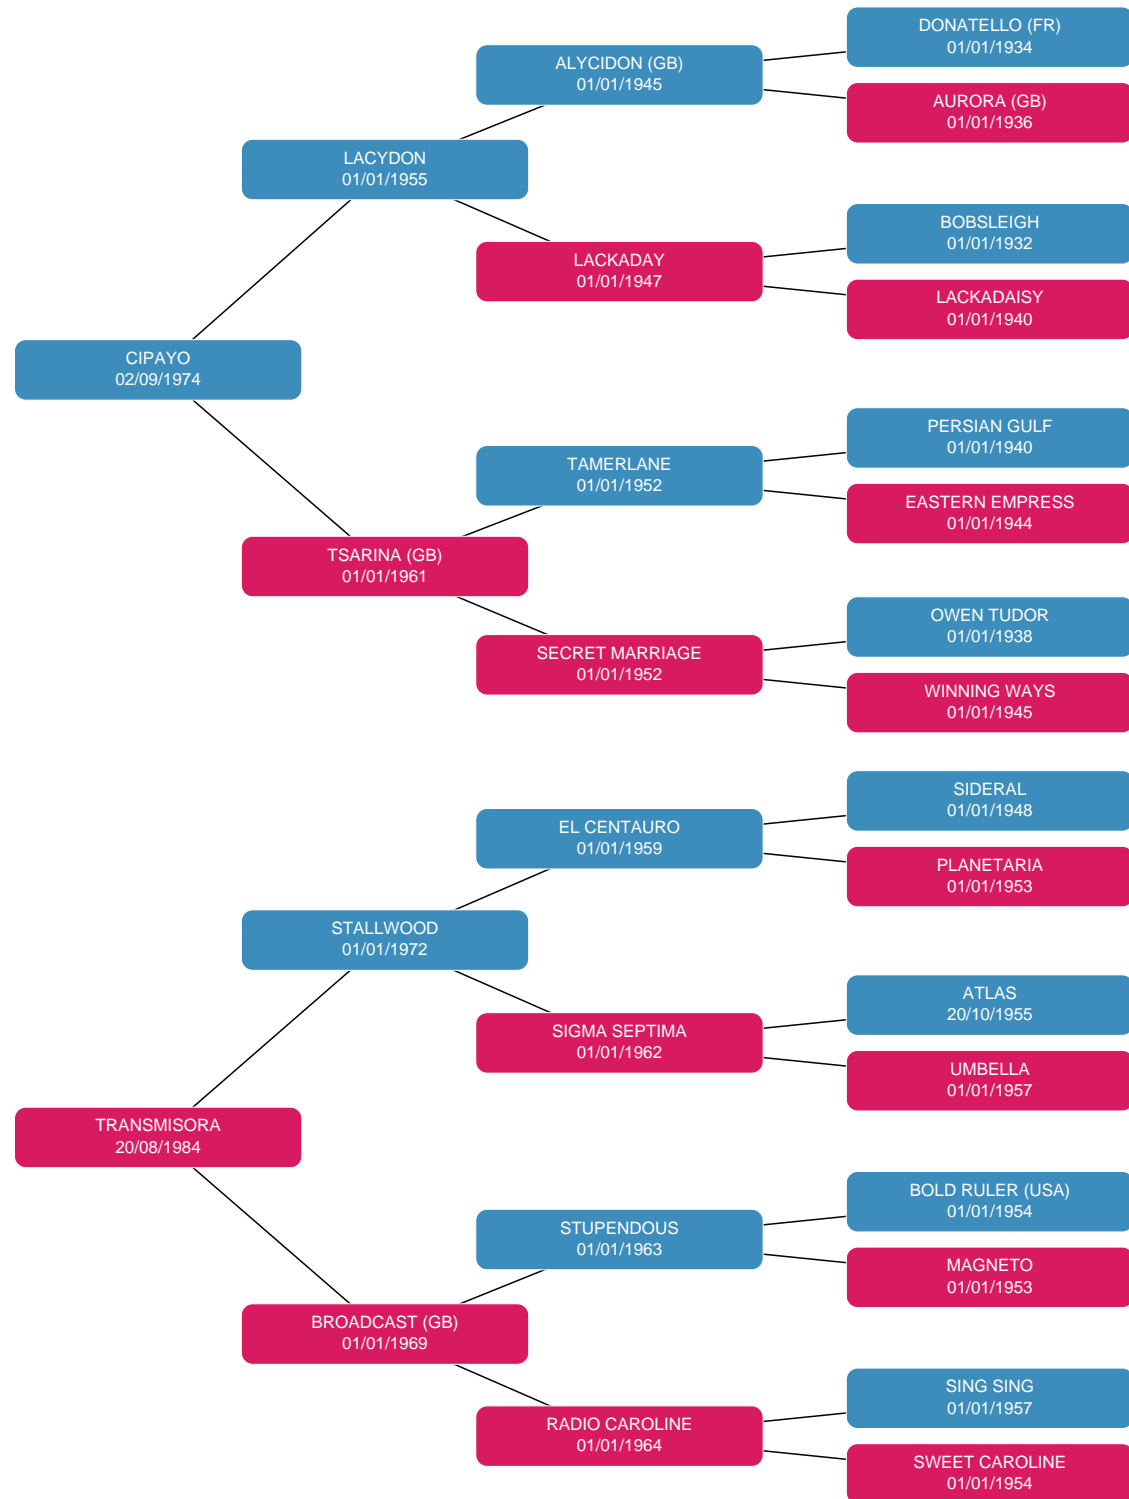 DONATELLO (FR)
01/01/1934
ALYCIDON (GB)
01/01/1945
AURORA (GB)
01/01/1936
LACYDON
01/01/1955
BOBSLEIGH
01/01/1932
LACKADAY
01/01/1947
LACKADAISY
01/01/1940
CIPAYO
02/09/1974
PERSIAN GULF
01/01/1940
TAMERLANE
01/01/1952
EASTERN EMPRESS
01/01/1944
TSARINA (GB)
01/01/1961
OWEN TUDOR
01/01/1938
SECRET MARRIAGE
01/01/1952
WINNING WAYS
01/01/1945
SIDERAL
01/01/1948
EL CENTAURO
01/01/1959
PLANETARIA
01/01/1953
STALLWOOD
01/01/1972
ATLAS
20/10/1955
SIGMA SEPTIMA
01/01/1962
UMBELLA
01/01/1957
TRANSMISORA
20/08/1984
BOLD RULER (USA)
01/01/1954
STUPENDOUS
01/01/1963
MAGNETO
01/01/1953
BROADCAST (GB)
01/01/1969
SING SING
01/01/1957
RADIO CAROLINE
01/01/1964
SWEET CAROLINE
01/01/1954